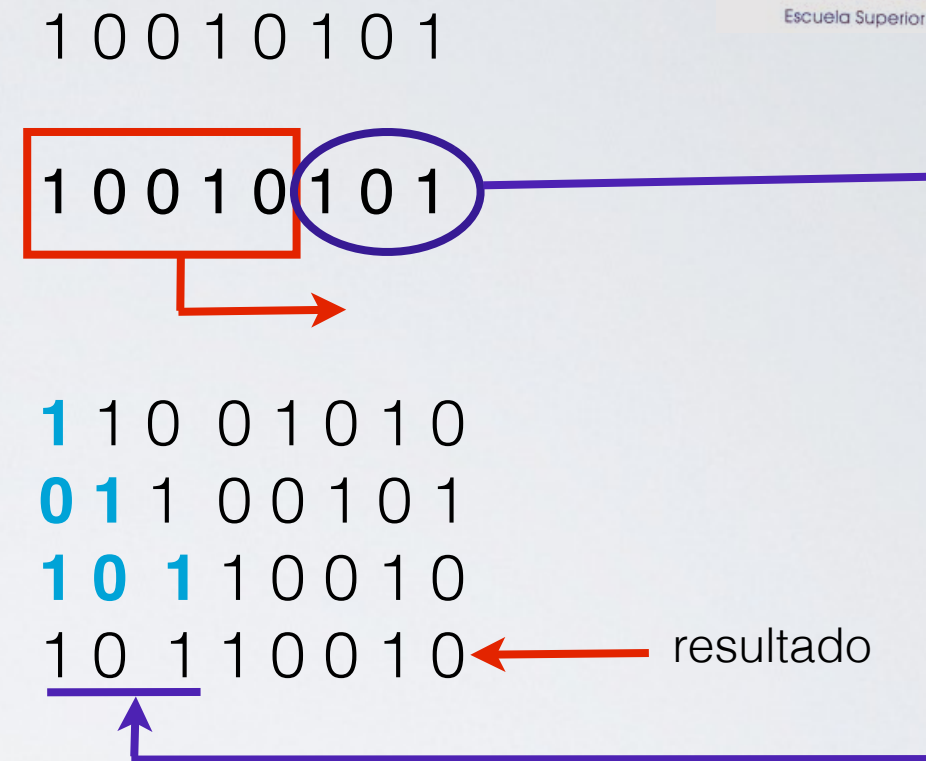 Escuela Superior
1 0 0 1 0 1 0 1
1 0 0 1 0 1 0 1
1 1 0 0 1 0 1 0
0 1 1 0 0 1 0 1
1 0 1 1 0 0 1 0
1 0 1 1 0 0 1 0 resultado